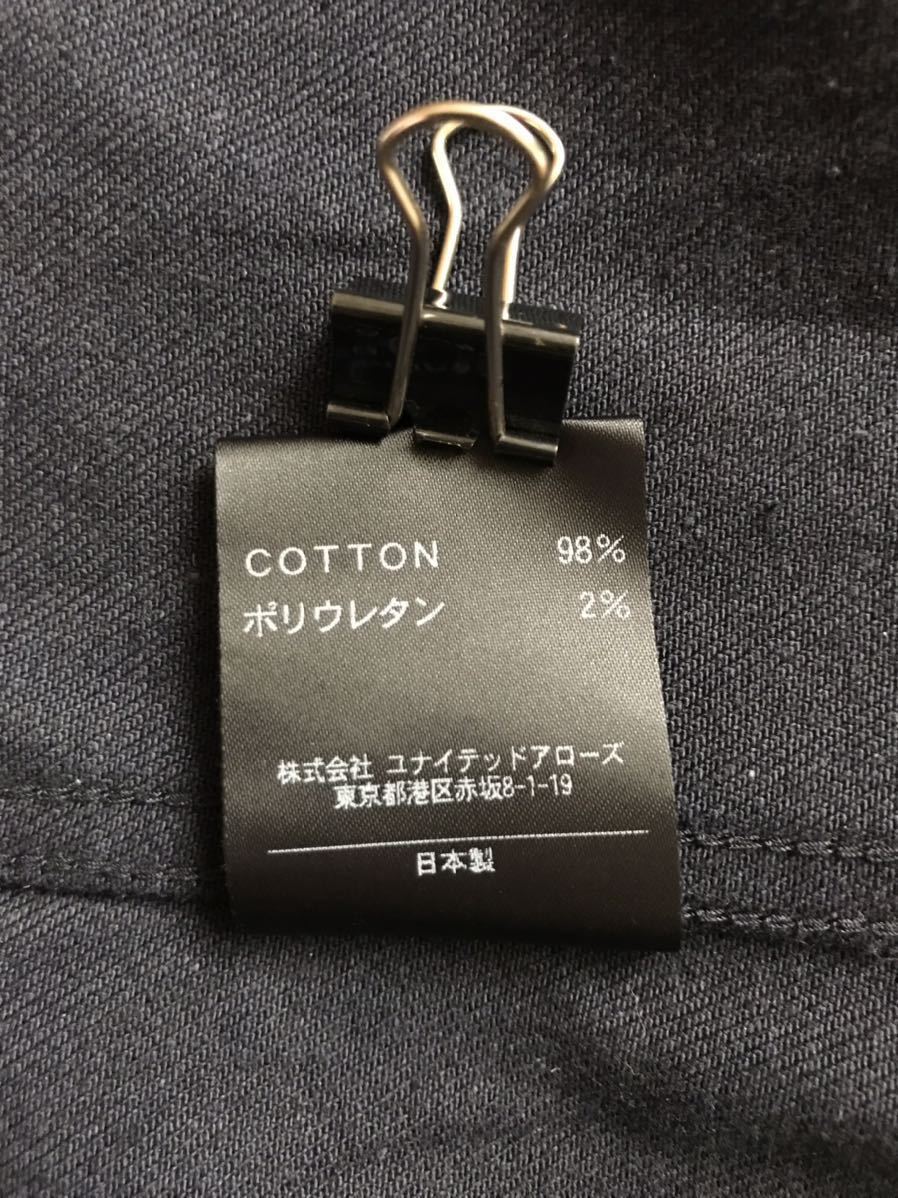 COTTON 98%
ポリウレタン 2%
株式会社 ユナイテッドアローズ
東京都港区赤坂8-1-19
日本製